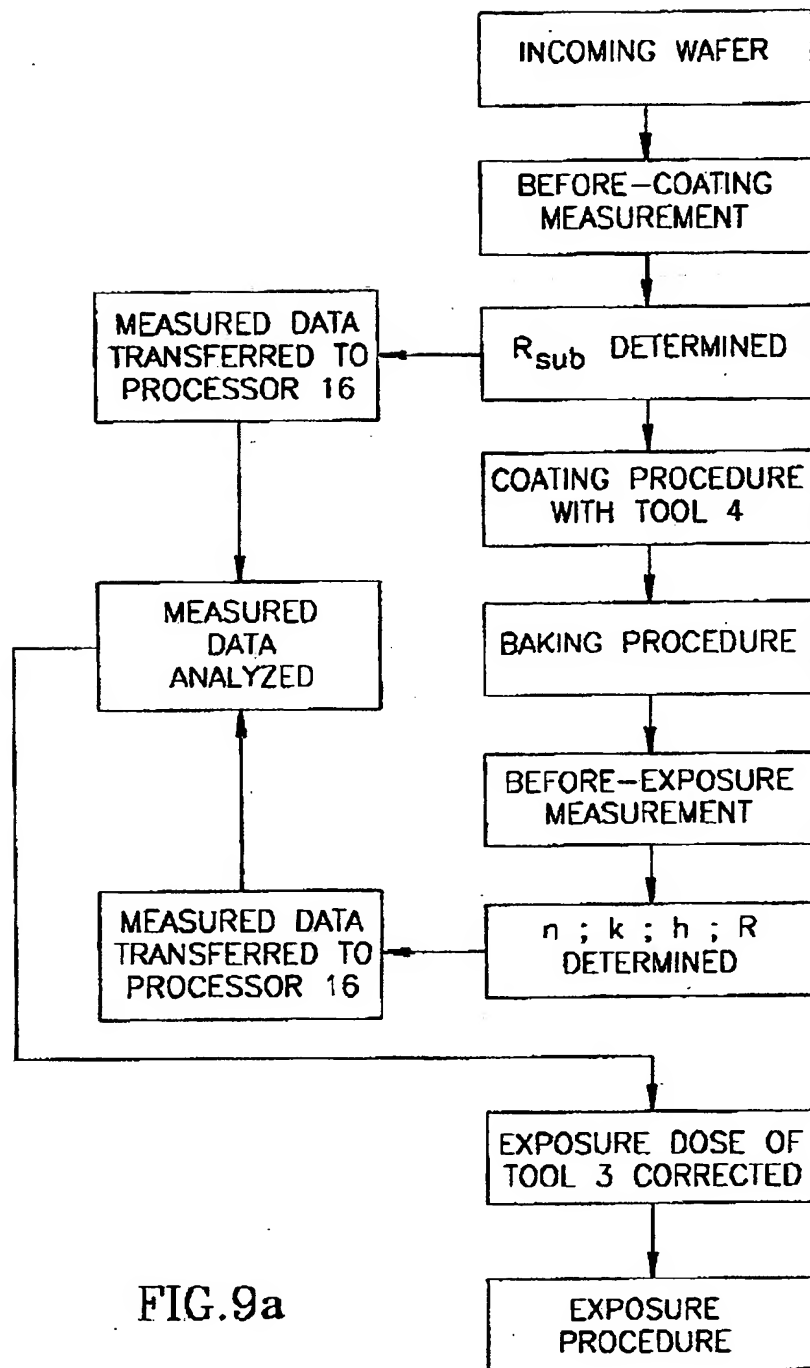 INCOMING WAFER
BEFORE-COATING
MEASUREMENT
MEASURED DATA
TRANSFERRED TO
PROCESSOR 16
Rsub DETERMINED
COATING PROCEDURE
WITH TOOL 4
MEASURED
DATA
ANALYZED
BAKING PROCEDURE
BEFORE-EXPOSURE
MEASUREMENT
MEASURED DATA
TRANSFERRED TO
PROCESSOR 16
n ; k ; h ; R
DETERMINED
EXPOSURE DOSE OF
TOOL 3 CORRECTED
EXPOSURE
PROCEDURE
FIG.9a